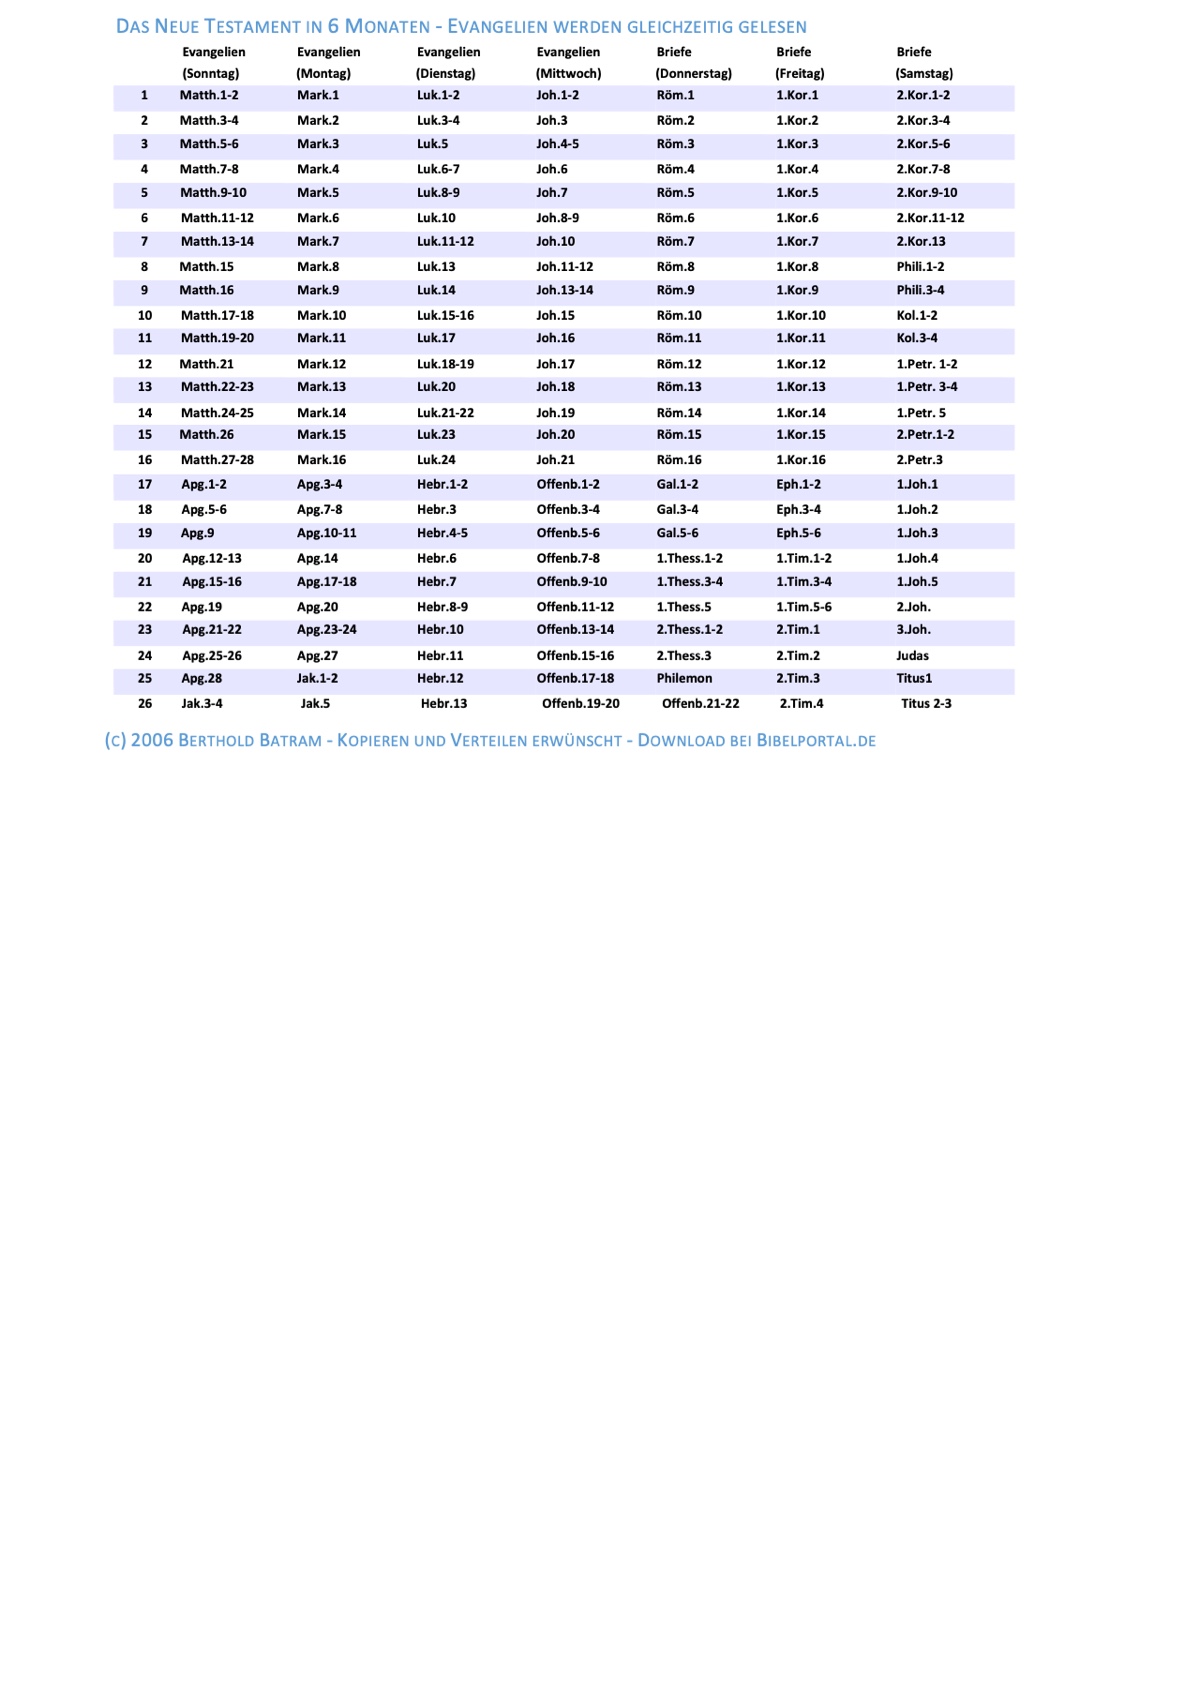 Das Neue Testament in 6 Monaten - Evangelien werden gleichzeitig gelesen
Evangelien Evangelien Evangelien Evangelien Briefe Briefe Briefe
(Sonntag) (Montag) (Dienstag) (Mittwoch) (Donnerstag) (Freitag) (Samstag)
1 Matth.1-2 Mark.1 Luk.1-2 Joh.1-2 Röm.1 1.Kor.1 2.Kor.1-2
2 Matth.3-4 Mark.2 Luk.3-4 Joh.3 Röm.2 1.Kor.2 2.Kor.3-4
3 Matth.5-6 Mark.3 Luk.5 Joh.4-5 Röm.3 1.Kor.3 2.Kor.5-6
4 Matth.7-8 Mark.4 Luk.6-7 Joh.6 Röm.4 1.Kor.4 2.Kor.7-8
5 Matth.9-10 Mark.5 Luk.8-9 Joh.7 Röm.5 1.Kor.5 2.Kor.9-10
6 Matth.11-12 Mark.6 Luk.10 Joh.8-9 Röm.6 1.Kor.6 2.Kor.11-12
7 Matth.13-14 Mark.7 Luk.11-12 Joh.10 Röm.7 1.Kor.7 2.Kor.13
8 Matth.15 Mark.8 Luk.13 Joh.11-12 Röm.8 1.Kor.8 Phili.1-2
9 Matth.16 Mark.9 Luk.14 Joh.13-14 Röm.9 1.Kor.9 Phili.3-4
10 Matth.17-18 Mark.10 Luk.15-16 Joh.15 Röm.10 1.Kor.10 Kol.1-2
11 Matth.19-20 Mark.11 Luk.17 Joh.16 Röm.11 1.Kor.11 Kol.3-4
12 Matth.21 Mark.12 Luk.18-19 Joh.17 Röm.12 1.Kor.12 1.Petr. 1-2
13 Matth.22-23 Mark.13 Luk.20 Joh.18 Röm.13 1.Kor.13 1.Petr. 3-4
14 Matth.24-25 Mark.14 Luk.21-22 Joh.19 Röm.14 1.Kor.14 1.Petr. 5
15 Matth.26 Mark.15 Luk.23 Joh.20 Röm.15 1.Kor.15 2.Petr.1-2
16 Matth.27-28 Mark.16 Luk.24 Joh.21 Röm.16 1.Kor.16 2.Petr.3
17 Apg.1-2 Apg.3-4 Hebr.1-2 Offenb.1-2 Gal.1-2 Eph.1-2 1.Joh.1
18 Apg.5-6 Apg.7-8 Hebr.3 Offenb.3-4 Gal.3-4 Eph.3-4 1.Joh.2
19 Apg.9 Apg.10-11 Hebr.4-5 Offenb.5-6 Gal.5-6 Eph.5-6 1.Joh.3
20 Apg.12-13 Apg.14 Hebr.6 Offenb.7-8 1.Thess.1-2 1.Tim.1-2 1.Joh.4
21 Apg.15-16 Apg.17-18 Hebr.7 Offenb.9-10 1.Thess.3-4 1.Tim.3-4 1.Joh.5
22 Apg.19 Apg.20 Hebr.8-9 Offenb.11-12 1.Thess.5 1.Tim.5-6 2.Joh.
23 Apg.21-22 Apg.23-24 Hebr.10 Offenb.13-14 2.Thess.1-2 2.Tim.1 3.Joh.
24 Apg.25-26 Apg.27 Hebr.11 Offenb.15-16 2.Thess.3 2.Tim.2 Judas
25 Apg.28 Jak.1-2 Hebr.12 Offenb.17-18 Philemon 2.Tim.3 Titus1
26 Jak.3-4 Jak.5 Hebr.13 Offenb.19-20 Offenb.21-22 2.Tim.4 Titus 2-3
(c) 2006 Berthold Batram - Kopieren und Verteilen erwünscht - Download bei Bibelportal.de